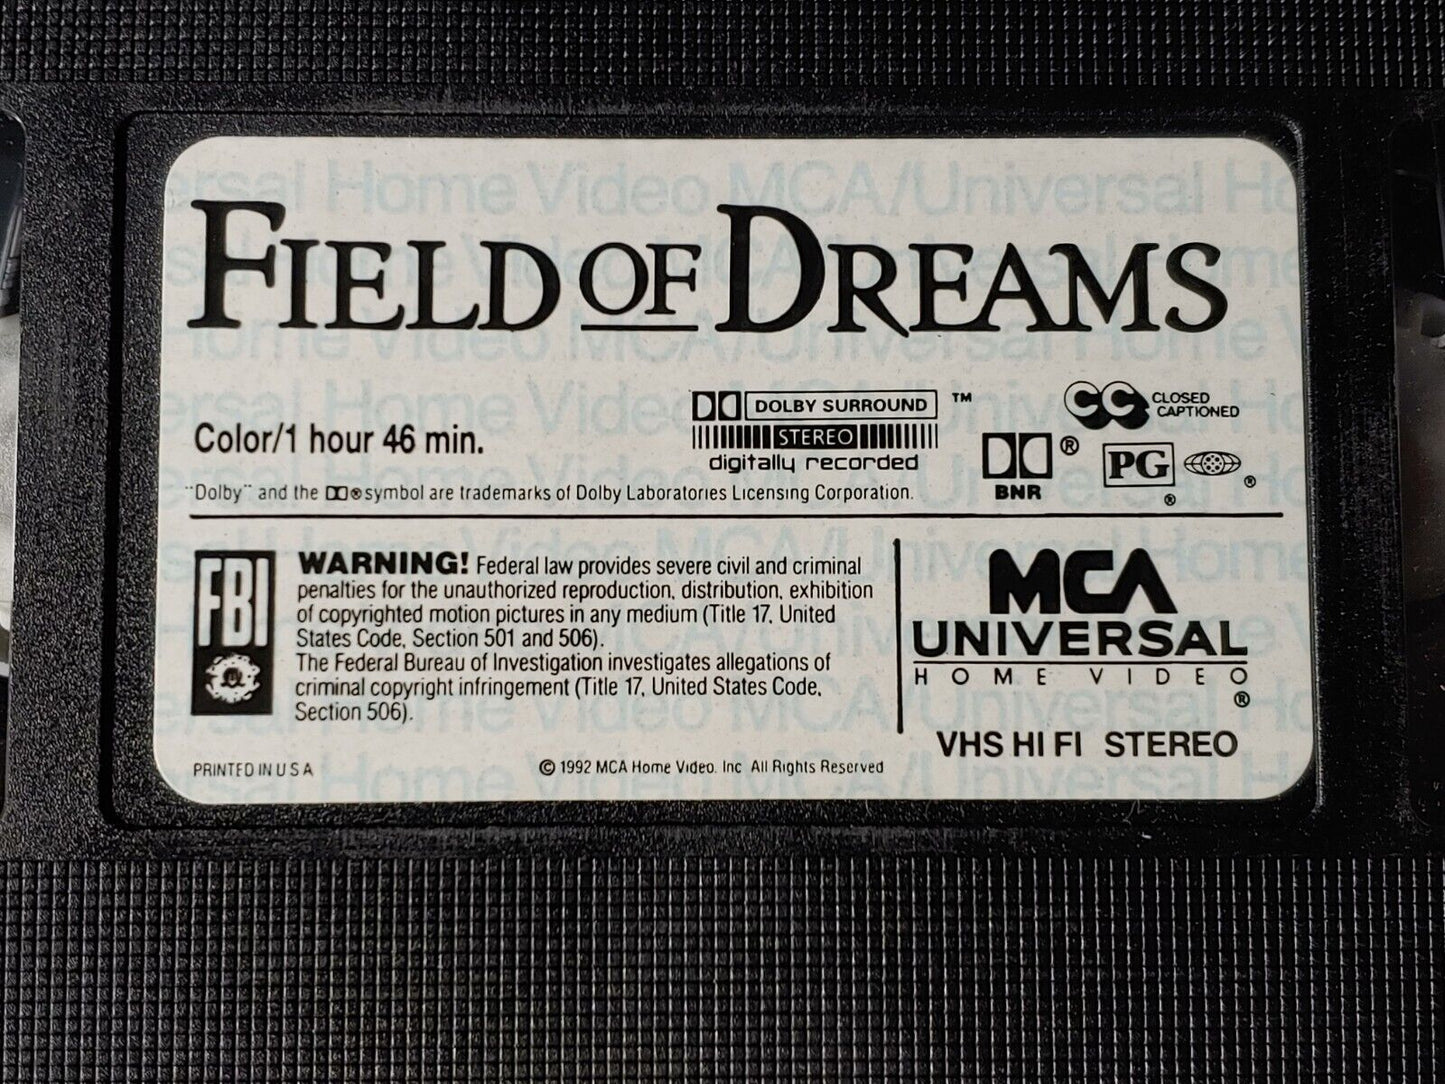 FIELD OF DREAMS
Color/1 hour 46 min.
DOLBY SURROUND ™
STEREO
digitally recorded
CC CLOSED
CAPTIONED
®
BNR
PG
®
®
"Dolby" and the ® symbol are trademarks of Dolby Laboratories Licensing Corporation.
FBI
WARNING! Federal law provides severe civil and criminal
penalties for the unauthorized reproduction, distribution, exhibition
of copyrighted motion pictures in any medium (Title 17, United
States Code, Section 501 and 506).
The Federal Bureau of Investigation investigates allegations of
criminal copyright infringement (Title 17, United States Code,
Section 506).
MCA
UNIVERSAL
HOME VIDEO
®
VHS HI FI STEREO
PRINTED IN U S A
© 1992 MCA Home Video, Inc All Rights Reserved